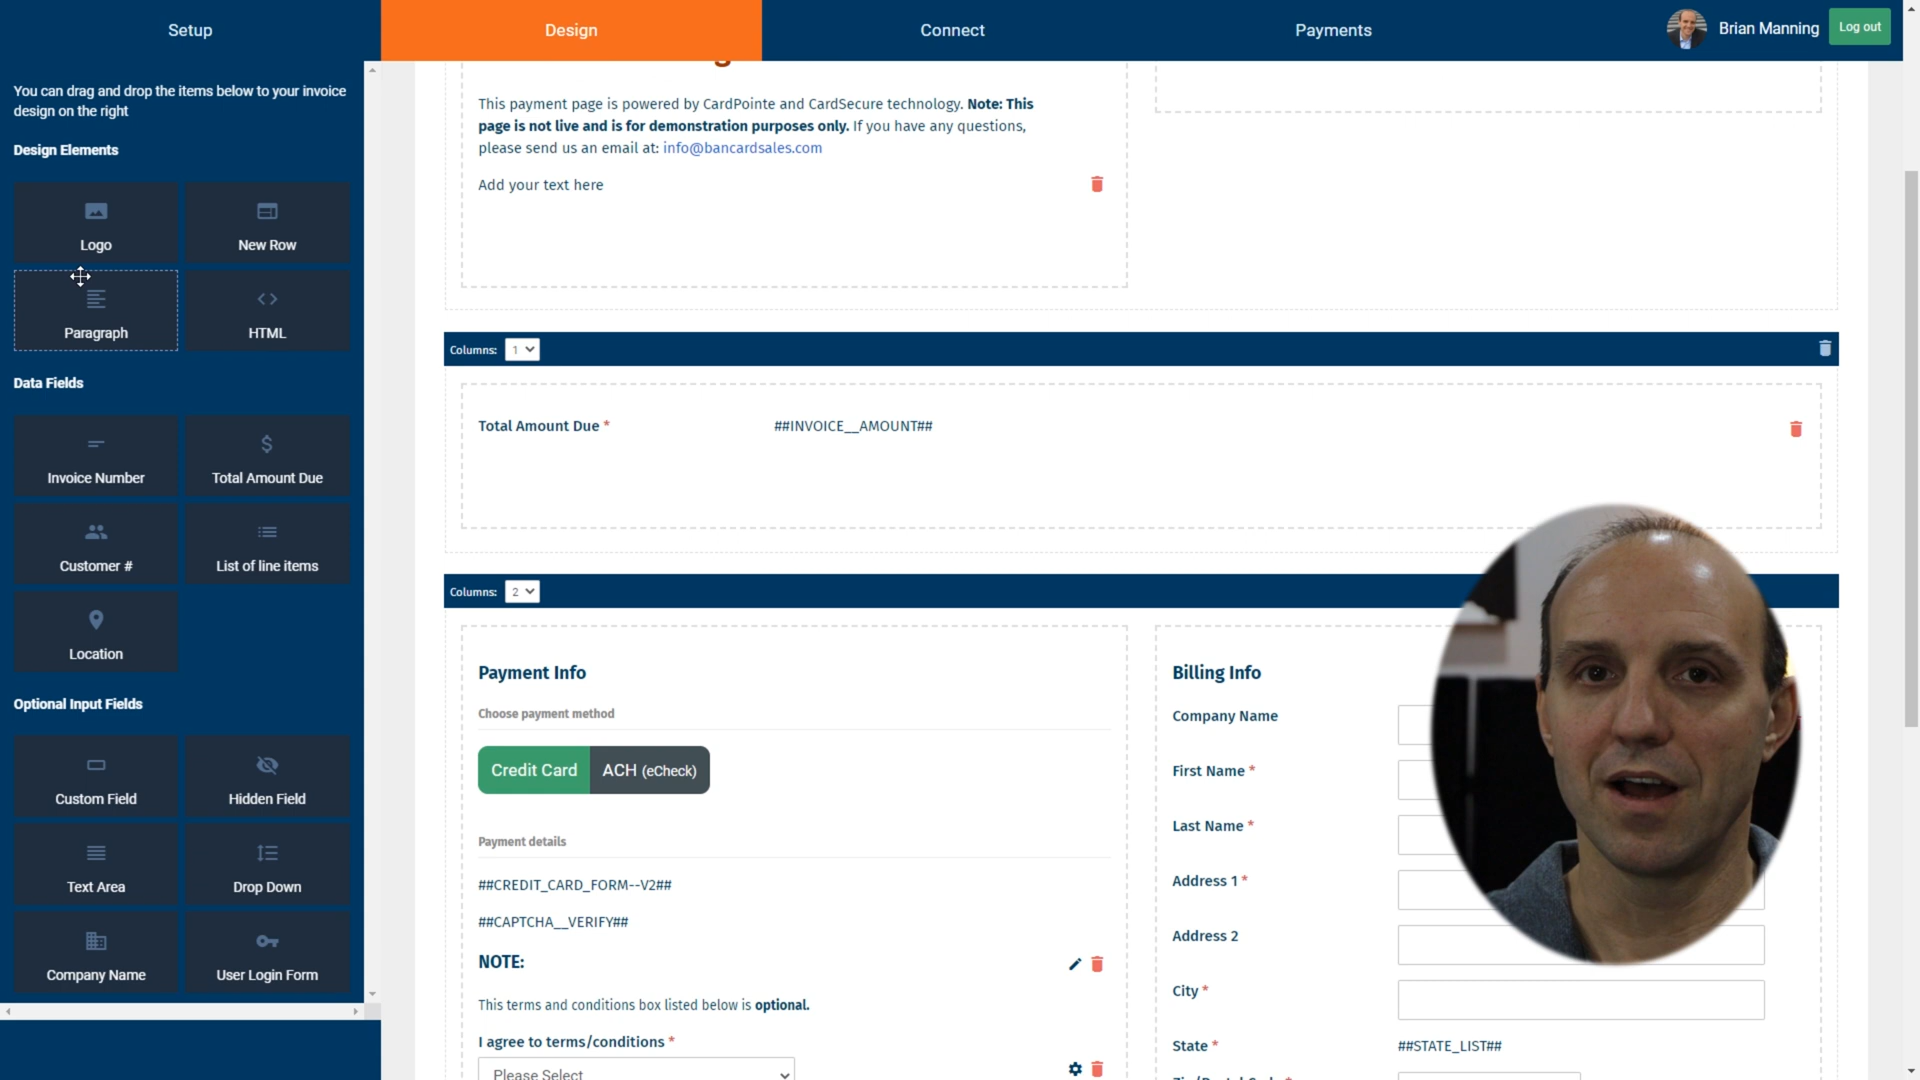 Setup
Design
Connect
Payments
Brian Manning
Log out
You can drag and drop the items below to your invoice
design on the right
Design Elements
Logo
New Row
Paragraph
HTML
Data Fields
Invoice Number
Total Amount Due
Customer #
List of line items
Location
Optional Input Fields
Custom Field
Hidden Field
Text Area
Drop Down
Company Name
User Login Form
This payment page is powered by CardPointe and CardSecure technology. Note: This
page is not live and is for demonstration purposes only. If you have any questions,
please send us an email at: info@bancardsales.com
Add your text here
Columns: 1
Total Amount Due * ##INVOICE__AMOUNT##
Columns: 2
Payment Info
Choose payment method
Credit Card
ACH (eCheck)
Payment details
##CREDIT_CARD_FORM--V2##
##CAPTCHA__VERIFY##
NOTE:
This terms and conditions box listed below is optional.
I agree to terms/conditions *
Please Select
Billing Info
Company Name
First Name *
Last Name *
Address 1 *
Address 2
City *
State * ##STATE_LIST##